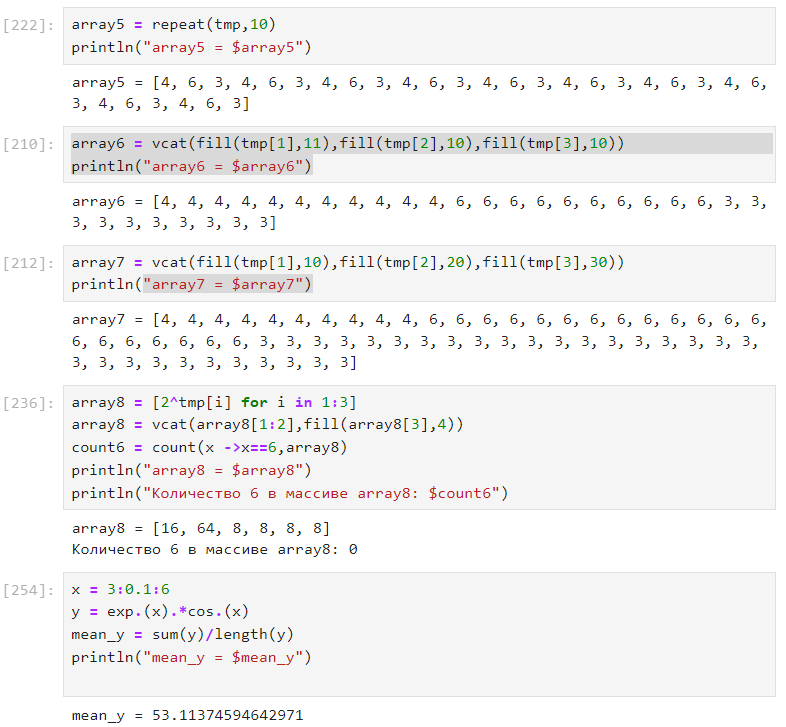 [222]:
array5 = repeat(tmp,10)
println("array5 = $array5")
array5 = [4, 6, 3, 4, 6, 3, 4, 6, 3, 4, 6, 3, 4, 6, 3, 4, 6, 3, 4, 6, 3, 4, 6,
3, 4, 6, 3, 4, 6, 3]
[210]:
array6 = vcat(fill(tmp[1],11),fill(tmp[2],10),fill(tmp[3],10))
println("array6 = $array6")
array6 = [4, 4, 4, 4, 4, 4, 4, 4, 4, 4, 4, 6, 6, 6, 6, 6, 6, 6, 6, 6, 6, 3, 3,
3, 3, 3, 3, 3, 3, 3, 3]
[212]:
array7 = vcat(fill(tmp[1],10),fill(tmp[2],20),fill(tmp[3],30))
println("array7 = $array7")
array7 = [4, 4, 4, 4, 4, 4, 4, 4, 4, 4, 6, 6, 6, 6, 6, 6, 6, 6, 6, 6, 6, 6, 6,
6, 6, 6, 6, 6, 6, 6, 3, 3, 3, 3, 3, 3, 3, 3, 3, 3, 3, 3, 3, 3, 3, 3, 3, 3, 3,
3, 3, 3, 3, 3, 3, 3, 3, 3, 3, 3]
[236]:
array8 = [2^tmp[i] for i in 1:3]
array8 = vcat(array8[1:2],fill(array8[3],4))
count6 = count(x ->x==6,array8)
println("array8 = $array8")
println("Количество 6 в массиве array8: $count6")
array8 = [16, 64, 8, 8, 8, 8]
Количество 6 в массиве array8: 0
[254]:
x = 3:0.1:6
y = exp.(x).*cos.(x)
mean_y = sum(y)/length(y)
println("mean_y = $mean_y")
mean_y = 53.11374594642971